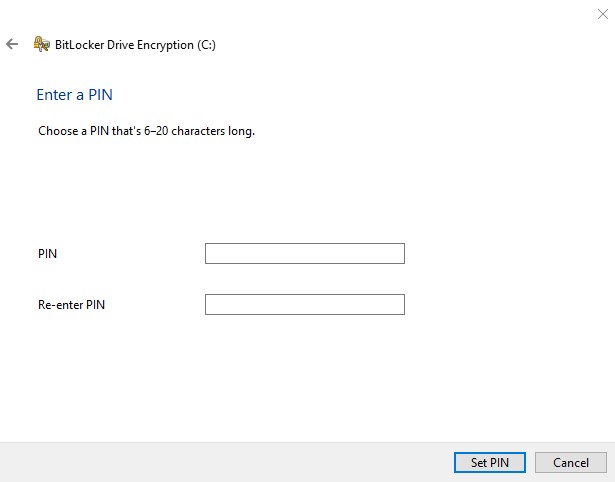 BitLocker Drive Encryption (C:)
Enter a PIN
Choose a PIN that's 6–20 characters long.
PIN
Re-enter PIN
Set PIN
Cancel